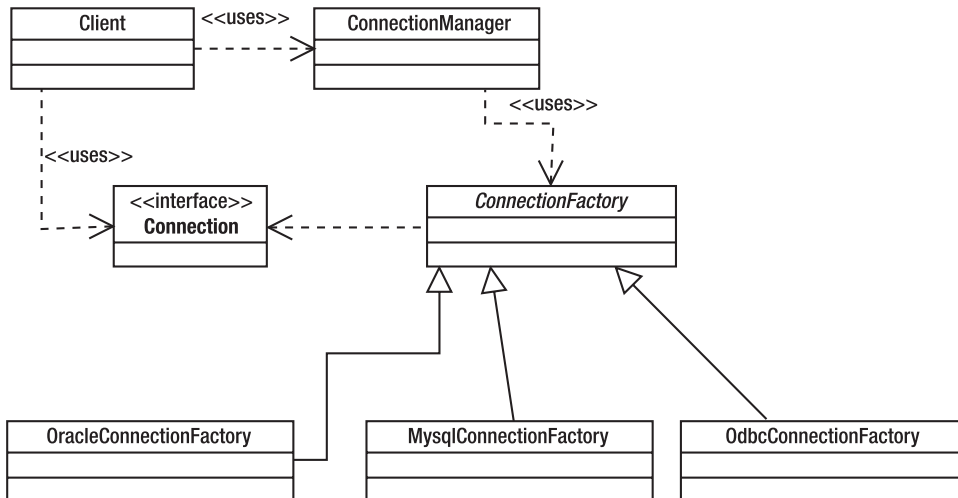 Client
<<uses>>
ConnectionManager
<<uses>>
<<uses>>
<<interface>>
Connection
ConnectionFactory
OracleConnectionFactory
MysqlConnectionFactory
OdbcConnectionFactory